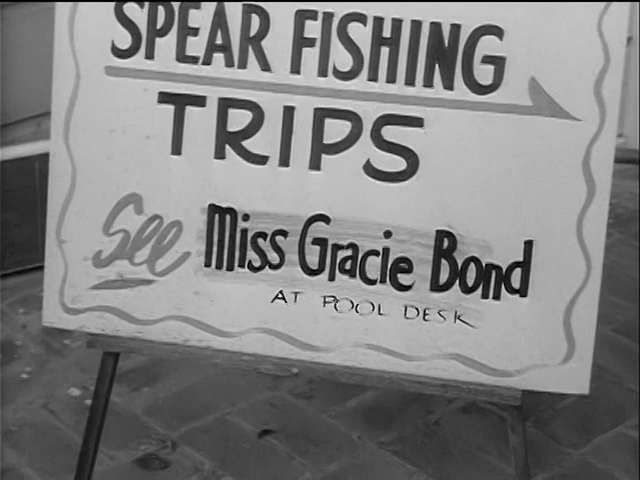 SPEAR FISHING
TRIPS
See Miss Gracie Bond
AT POOL DESK